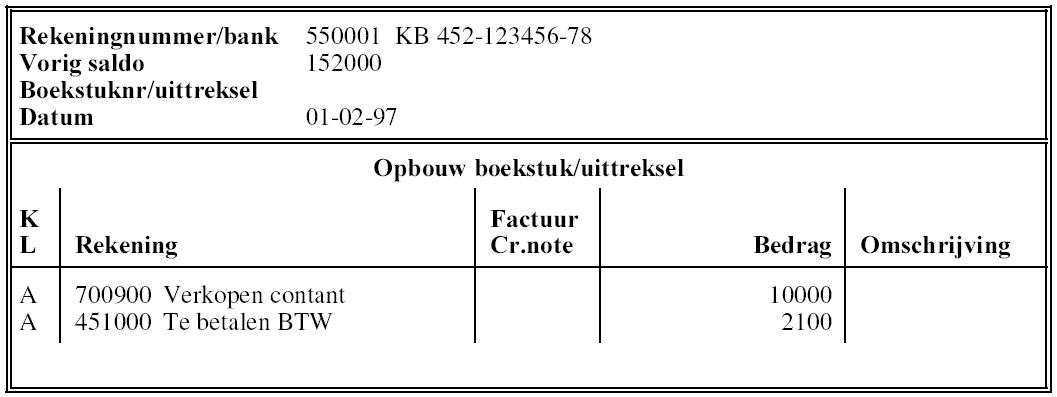 Rekeningnummer/bank 550001 KB 452-123456-78
Vorig saldo 152000
Boekstuknr/uittreksel
Datum 01-02-97
Opbouw boekstuk/uittreksel
K Factuur
L Rekening Cr.note Bedrag Omschrijving
A 700900 Verkopen contant 10000
A 451000 Te betalen BTW 2100